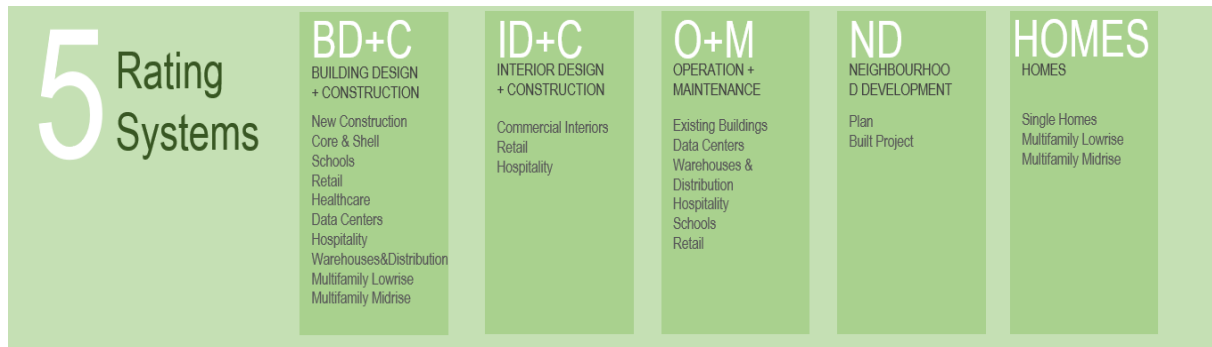 5 Rating
Systems
BD+C
BUILDING DESIGN
+ CONSTRUCTION
New Construction
Core & Shell
Schools
Retail
Healthcare
Data Centers
Hospitality
Warehouses&Distribution
Multifamily Lowrise
Multifamily Midrise
ID+C
INTERIOR DESIGN
+ CONSTRUCTION
Commercial Interiors
Retail
Hospitality
O+M
OPERATION +
MAINTENANCE
Existing Buildings
Data Centers
Warehouses &
Distribution
Hospitality
Schools
Retail
ND
NEIGHBOURHOO
D DEVELOPMENT
Plan
Built Project
HOMES
HOMES
Single Homes
Multifamily Lowrise
Multifamily Midrise